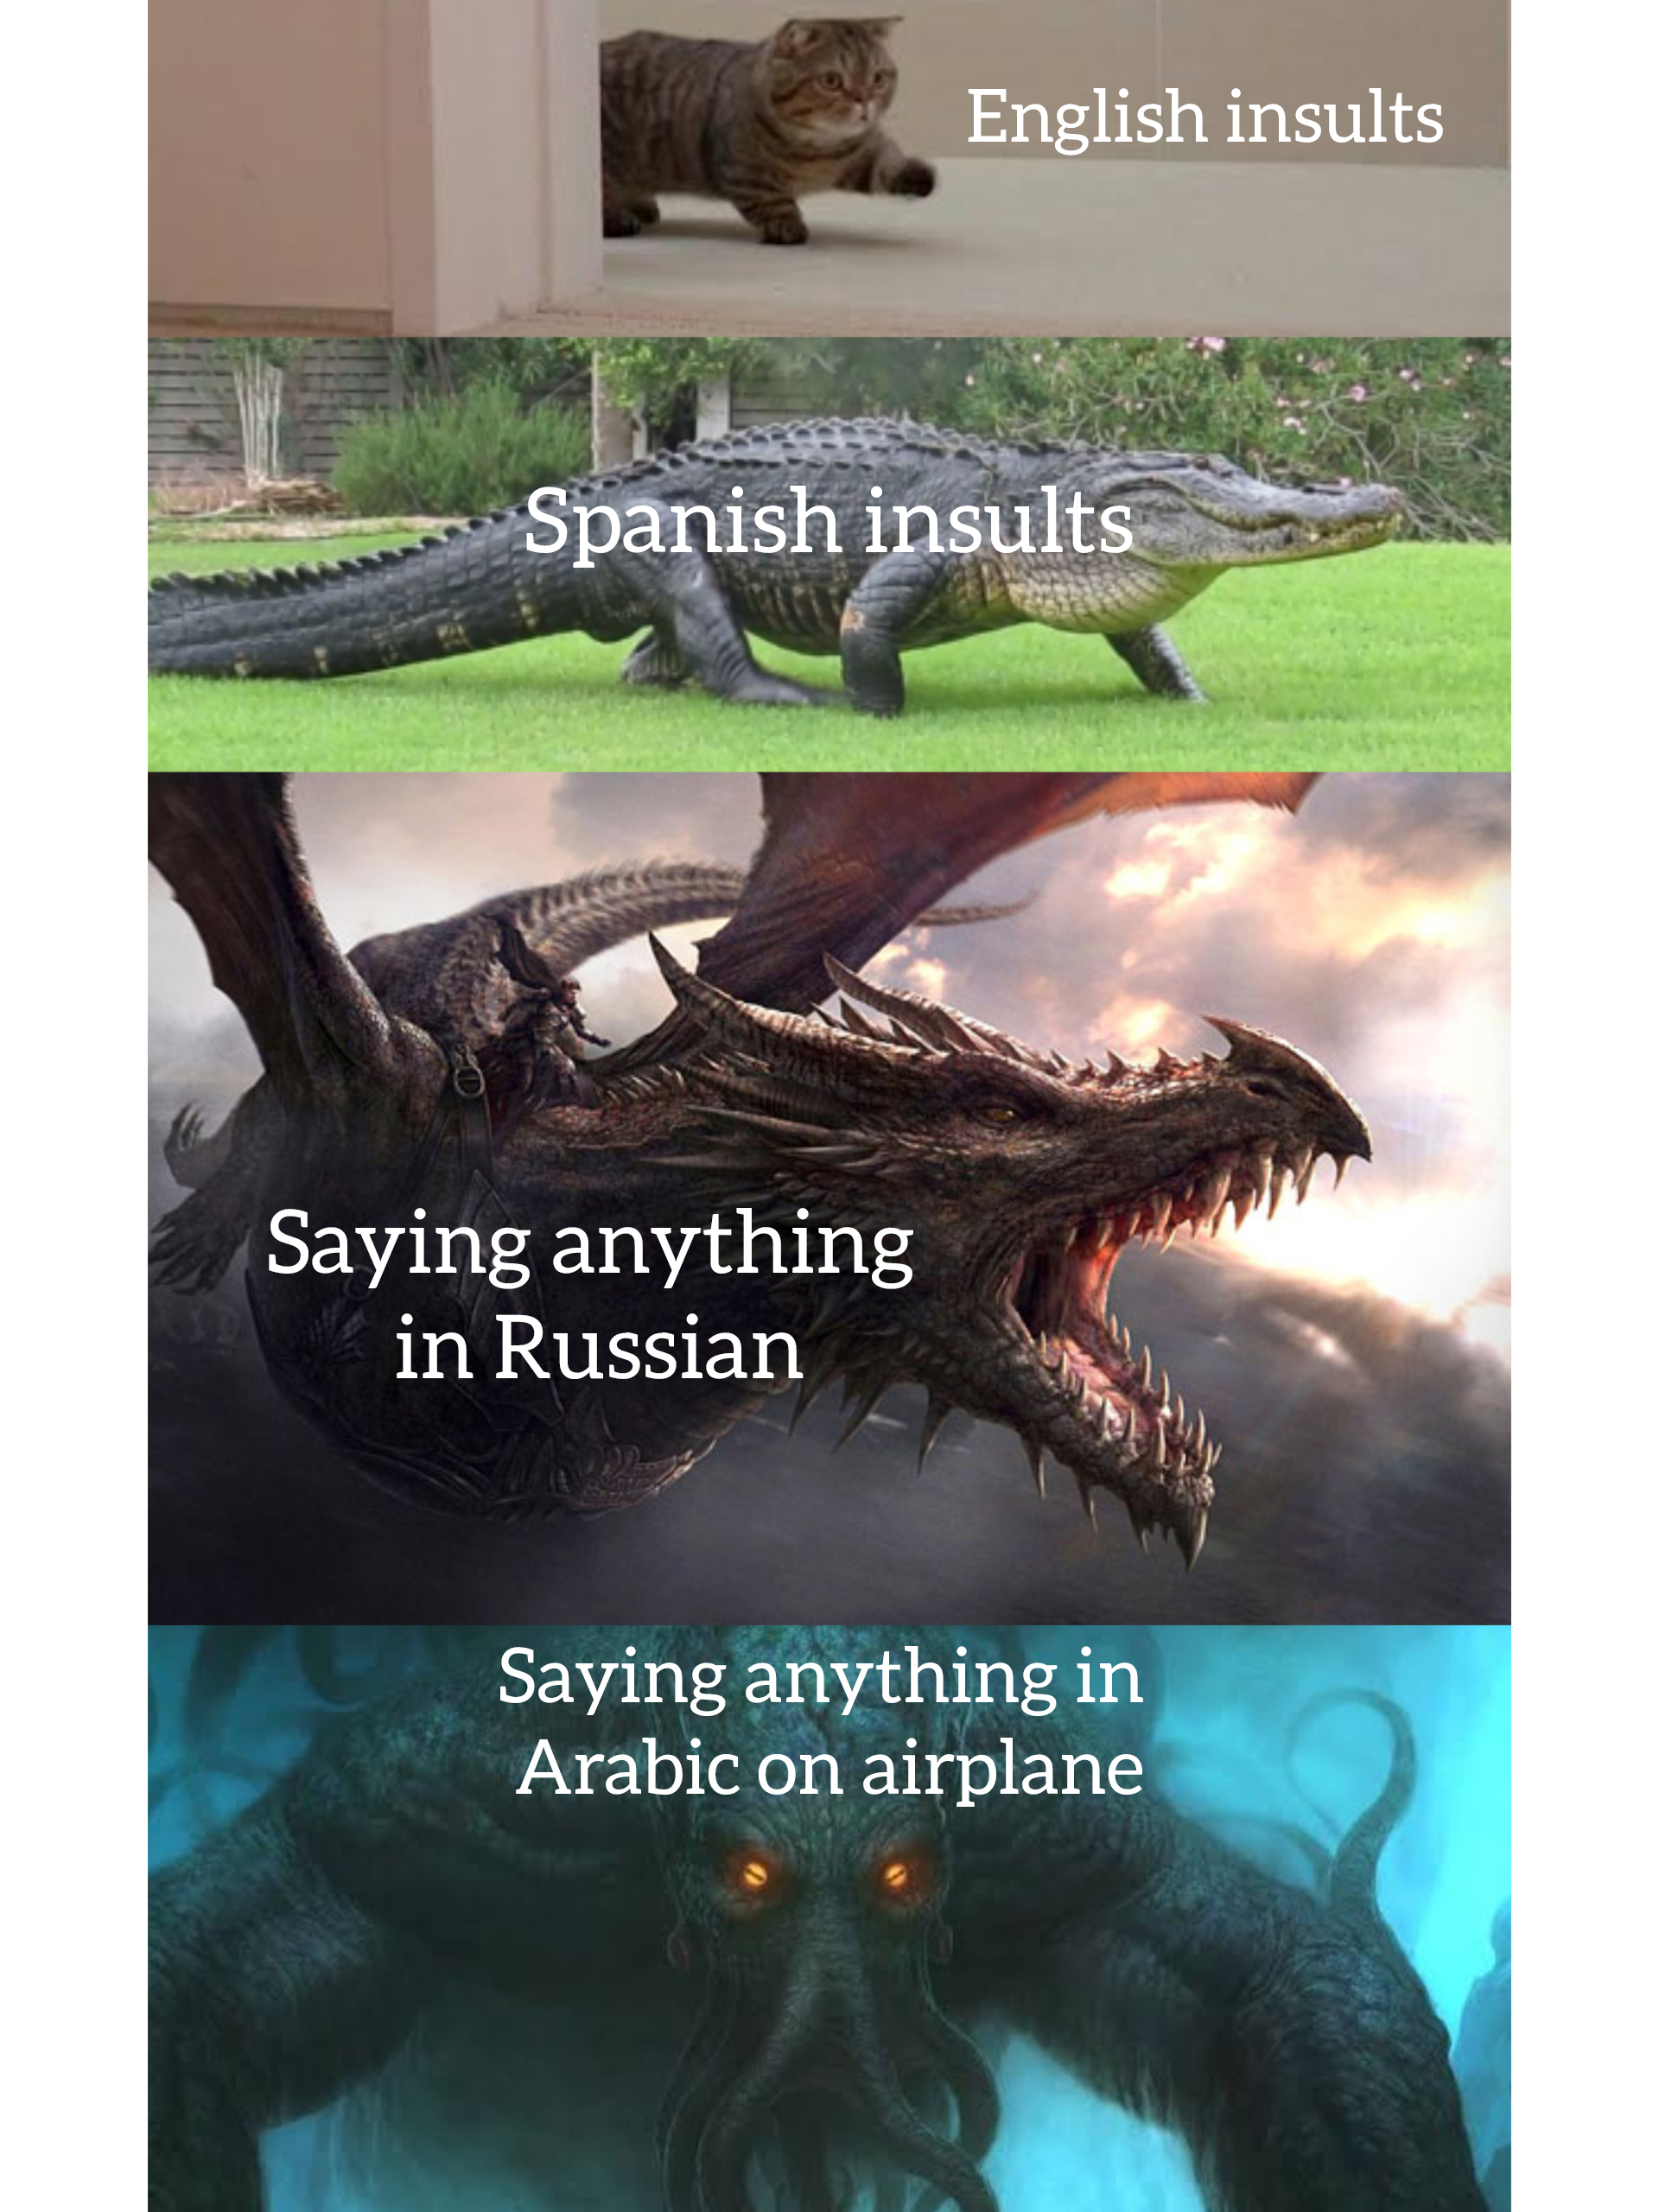 English insults
Spanish insults
Saying anything
in Russian
Saying anything in
Arabic on airplane